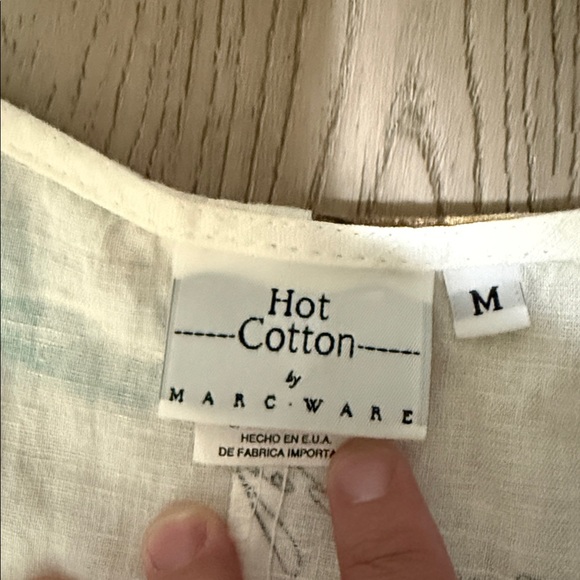 Hot
------Cotton------
by
MARC·WARE
M
HECHO EN E.U.A.
DE FABRICA IMPORTA